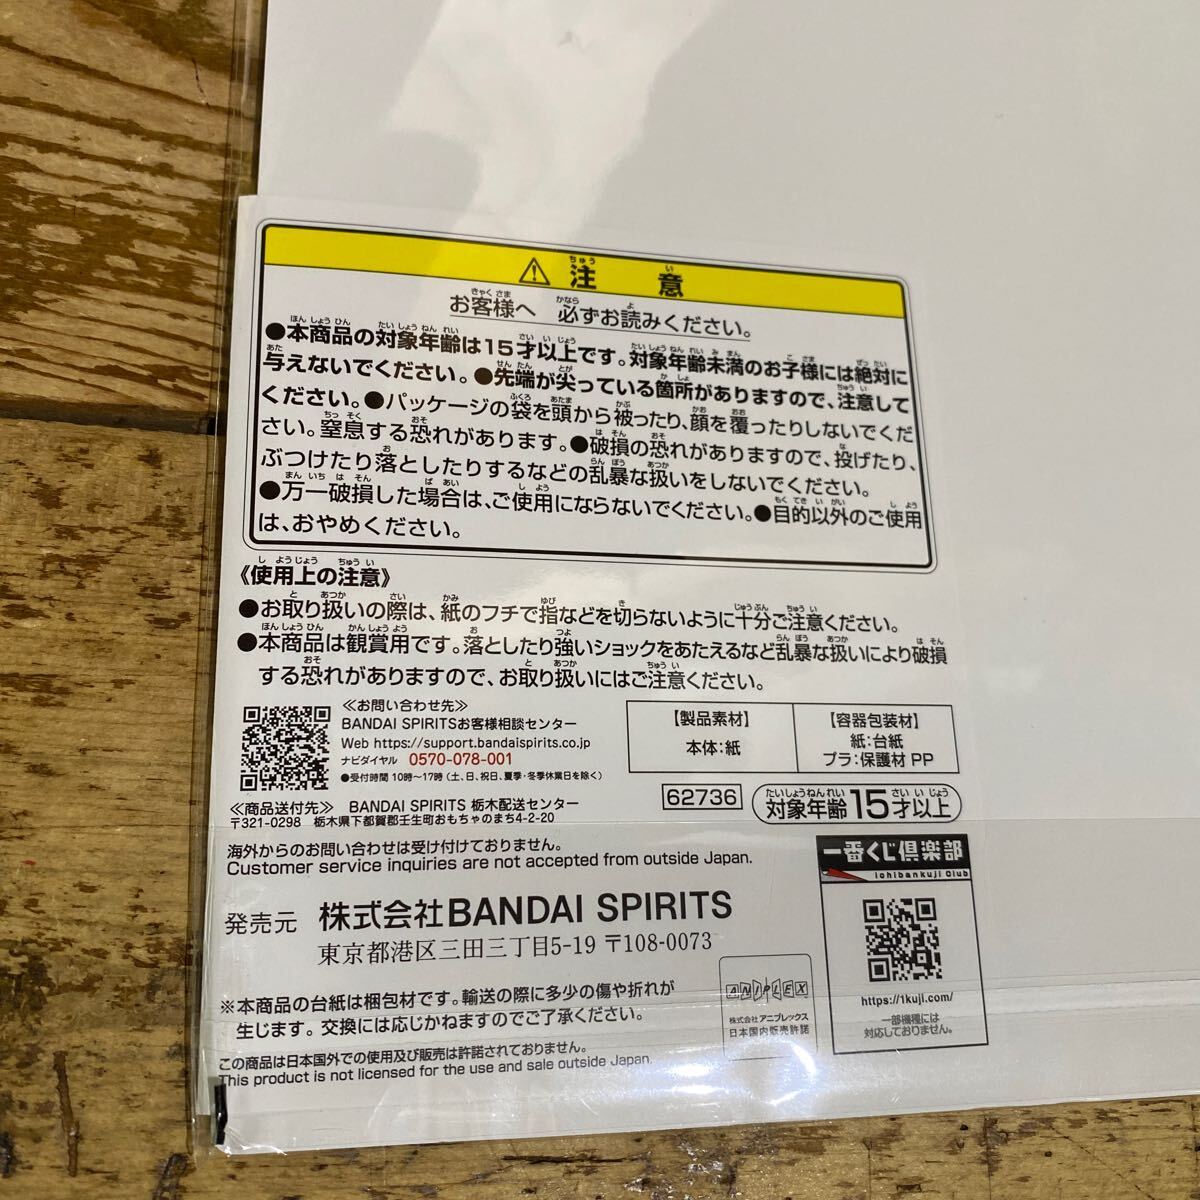 ⚠ 注意
お客様へ 必ずお読みください。
●本商品の対象年齢は15才以上です。対象年齢未満のお子様には絶対に
与えないでください。●先端が尖っている箇所がありますので、注意して
ください。●パッケージの袋を頭から被ったり、顔を覆ったりしないでくだ
さい。窒息する恐れがあります。●破損の恐れがありますので、投げたり、
ぶつけたり落としたりするなどの乱暴な扱いをしないでください。
●万一破損した場合は、ご使用にならないでください。●目的以外のご使用
は、おやめください。
《使用上の注意》
●お取り扱いの際は、紙のフチで指などを切らないように十分ご注意ください。
●本商品は観賞用です。落としたり強いショックをあたえるなど乱暴な扱いにより破損
する恐れがありますので、お取り扱いにはご注意ください。
≪お問い合わせ先≫
BANDAI SPIRITSお客様相談センター
Web https://support.bandaispirits.co.jp
ナビダイヤル 0570-078-001
●受付時間 10時〜17時（土、日、祝日、夏季・冬季休業日を除く）
【製品素材】
本体：紙
【容器包装材】
紙：台紙
プラ：保護材 PP
≪商品送付先≫ BANDAI SPIRITS 栃木配送センター
〒321-0298 栃木県下都賀郡壬生町おもちゃのまち4-2-20
62736
対象年齢15才以上
海外からのお問い合わせは受け付けておりません。
Customer service inquiries are not accepted from outside Japan.
発売元 株式会社BANDAI SPIRITS
東京都港区三田三丁目5-19 〒108-0073
一番くじ倶楽部
Ichibankuji Club
https://1kuji.com/
一部機種には
対応しておりません。
※本商品の台紙は梱包材です。輸送の際に多少の傷や折れが
生じます。交換には応じかねますのでご了承ください。
ANIPLEX
株式会社アニプレックス
日本国内販売許諾
この商品は日本国外での使用及び販売は許諾されておりません。
This product is not licensed for the use and sale outside Japan.